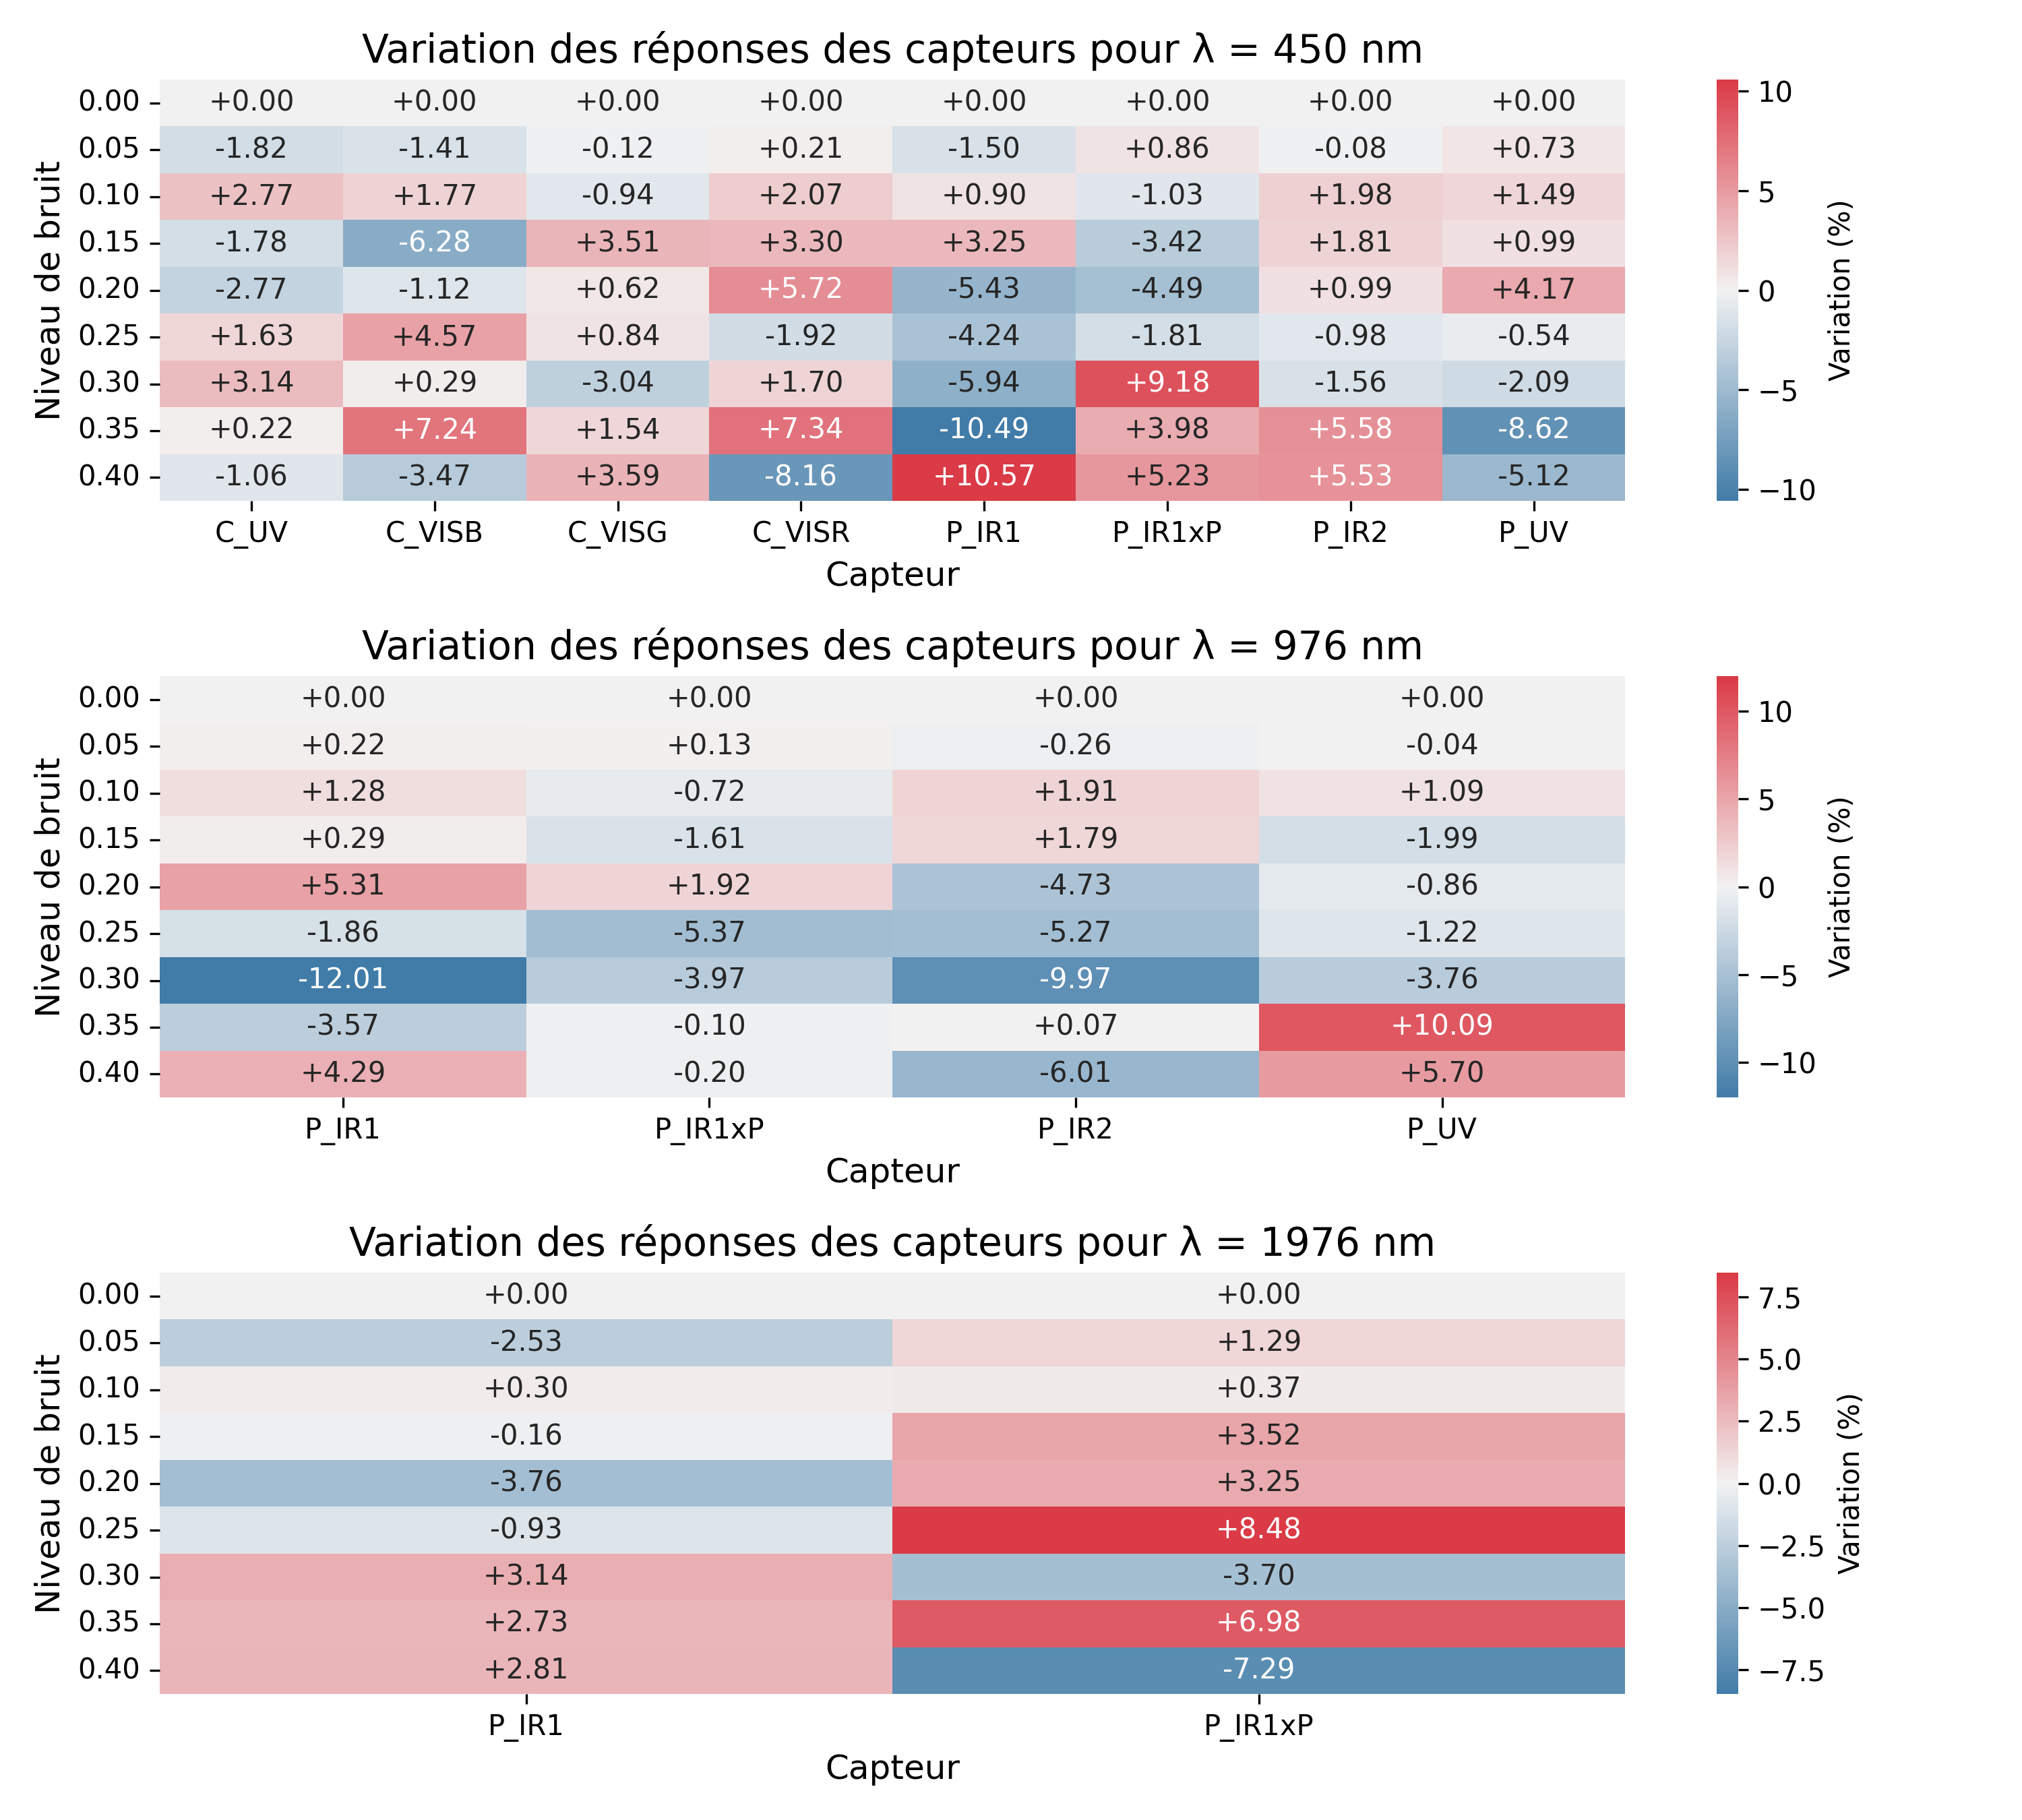 Variation des réponses des capteurs pour λ = 450 nm
Niveau de bruit
0.00 +0.00 +0.00 +0.00 +0.00 +0.00 +0.00 +0.00 +0.00
0.05 -1.82 -1.41 -0.12 +0.21 -1.50 +0.86 -0.08 +0.73
0.10 +2.77 +1.77 -0.94 +2.07 +0.90 -1.03 +1.98 +1.49
0.15 -1.78 -6.28 +3.51 +3.30 +3.25 -3.42 +1.81 +0.99
0.20 -2.77 -1.12 +0.62 +5.72 -5.43 -4.49 +0.99 +4.17
0.25 +1.63 +4.57 +0.84 -1.92 -4.24 -1.81 -0.98 -0.54
0.30 +3.14 +0.29 -3.04 +1.70 -5.94 +9.18 -1.56 -2.09
0.35 +0.22 +7.24 +1.54 +7.34 -10.49 +3.98 +5.58 -8.62
0.40 -1.06 -3.47 +3.59 -8.16 +10.57 +5.23 +5.53 -5.12
C_UV C_VISB C_VISG C_VISR P_IR1 P_IR1xP P_IR2 P_UV
Capteur
10
5
0
−5
−10
Variation (%)
Variation des réponses des capteurs pour λ = 976 nm
Niveau de bruit
0.00 +0.00 +0.00 +0.00 +0.00
0.05 +0.22 +0.13 -0.26 -0.04
0.10 +1.28 -0.72 +1.91 +1.09
0.15 +0.29 -1.61 +1.79 -1.99
0.20 +5.31 +1.92 -4.73 -0.86
0.25 -1.86 -5.37 -5.27 -1.22
0.30 -12.01 -3.97 -9.97 -3.76
0.35 -3.57 -0.10 +0.07 +10.09
0.40 +4.29 -0.20 -6.01 +5.70
P_IR1 P_IR1xP P_IR2 P_UV
Capteur
10
5
0
−5
−10
Variation (%)
Variation des réponses des capteurs pour λ = 1976 nm
Niveau de bruit
0.00 +0.00 +0.00
0.05 -2.53 +1.29
0.10 +0.30 +0.37
0.15 -0.16 +3.52
0.20 -3.76 +3.25
0.25 -0.93 +8.48
0.30 +3.14 -3.70
0.35 +2.73 +6.98
0.40 +2.81 -7.29
P_IR1 P_IR1xP
Capteur
7.5
5.0
2.5
0.0
−2.5
−5.0
−7.5
Variation (%)